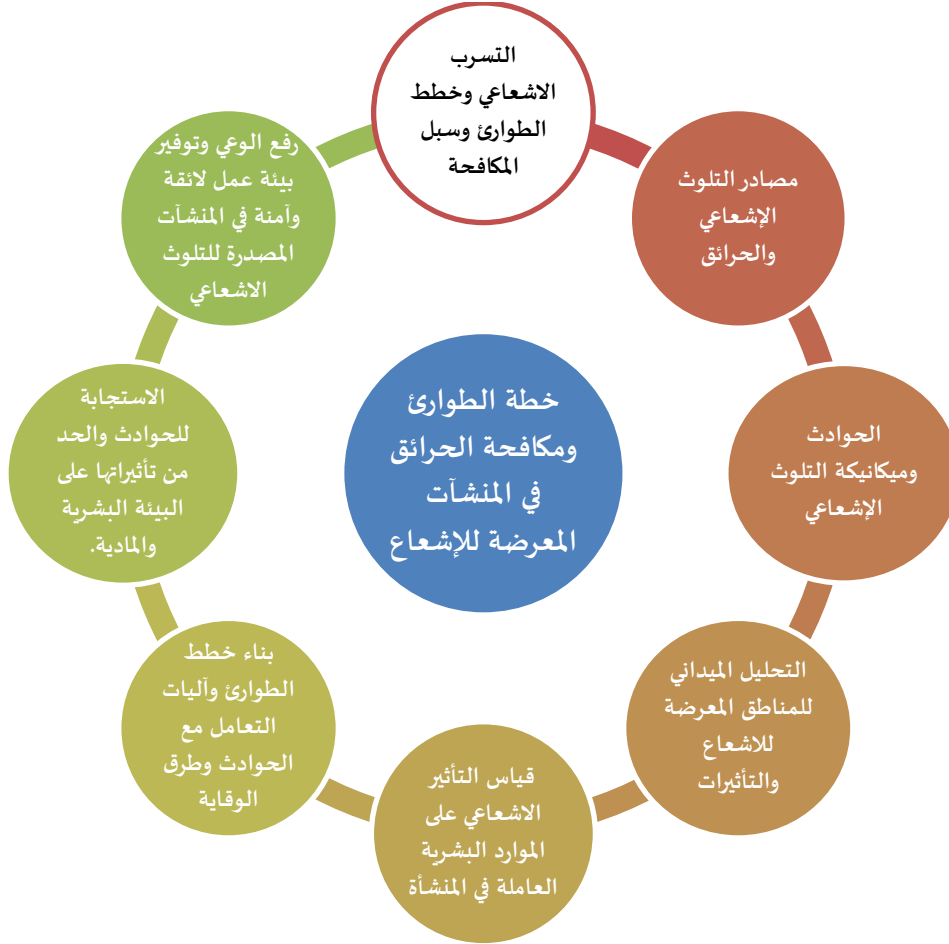 التسرب
الاشعاعي وخطط
الطوارئ وسبل
المكافحة
مصادر التلوث
الإشعاعي
والحرائق
الحوادث
وميكانيكة التلوث
الإشعاعي
التحليل الميداني
للمناطق المعرضة
للاشعاع
والتأثيرات
قياس التأثير
الاشعاعي على
الموارد البشرية
العاملة في المنشأة
بناء خطط
الطوارئ وآليات
التعامل مع
الحوادث وطرق
الوقاية
الاستجابة
للحوادث والحد
من تأثيراتها على
البيئة البشرية
والمادية.
رفع الوعي وتوفير
بيئة عمل لائقة
وآمنة في المنشآت
المصدرة للتلوث
الاشعاعي
خطة الطوارئ
ومكافحة الحرائق
في المنشآت
المعرضة للإشعاع